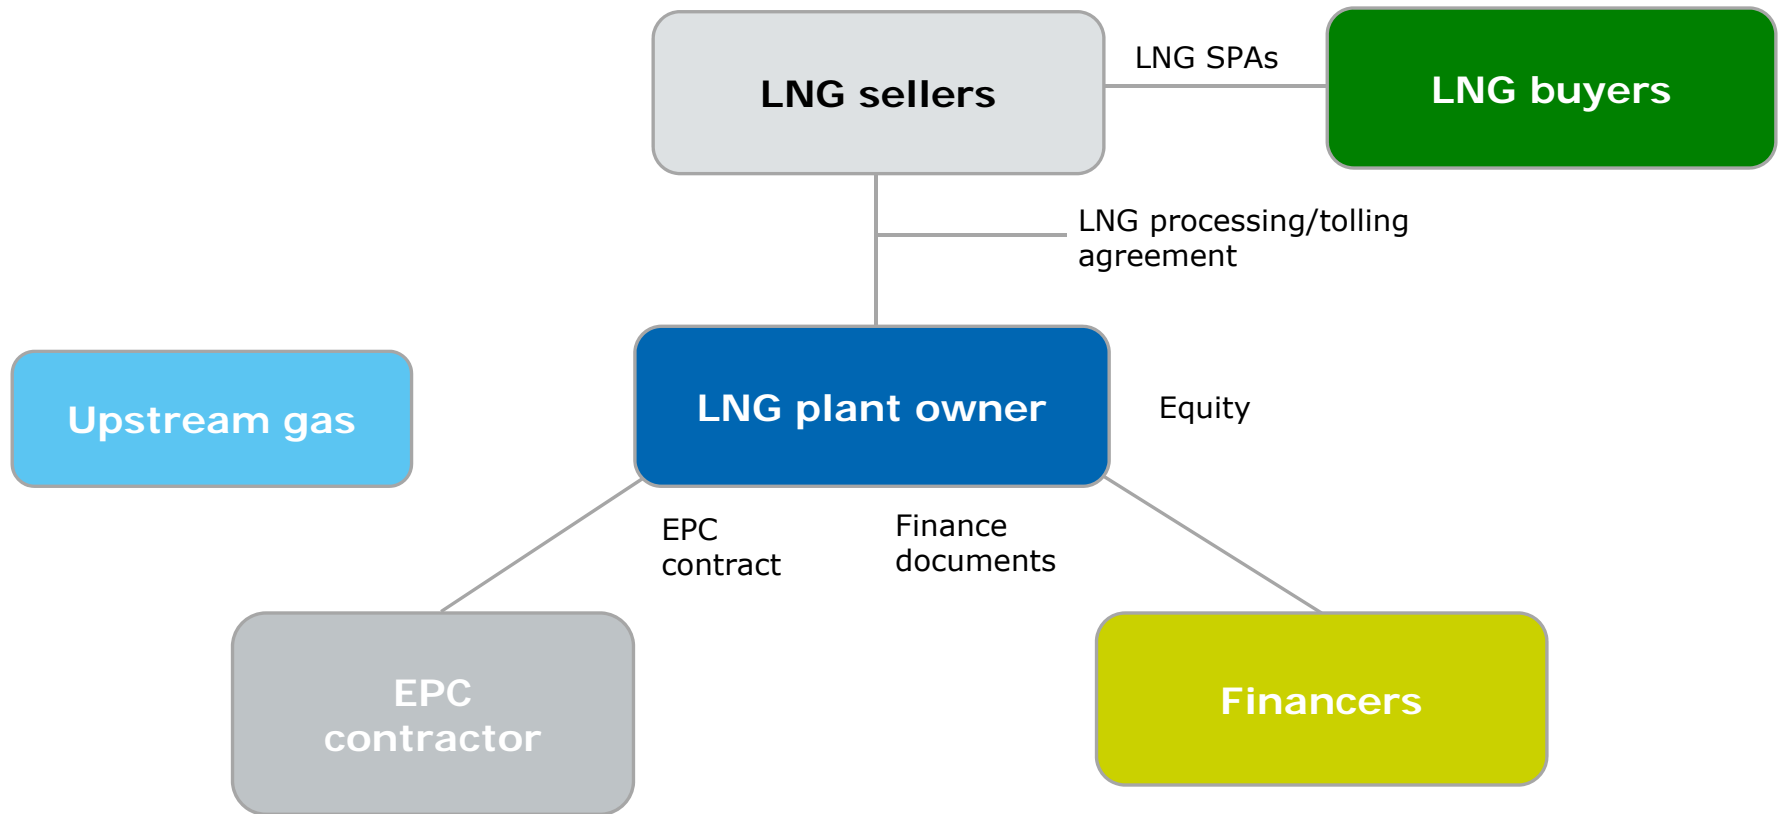 LNG sellers
LNG SPAs
LNG buyers
LNG processing/tolling
agreement
Upstream gas
LNG plant owner
Equity
EPC
contract
Finance
documents
EPC
contractor
Financers